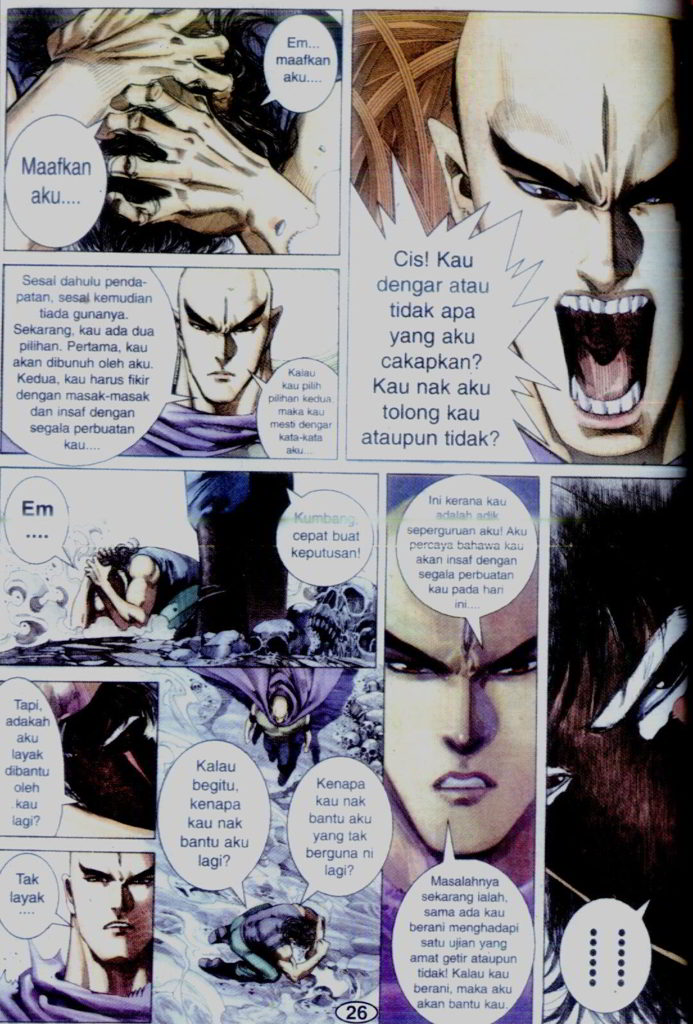 Em...
maafkan
aku....
Maafkan
aku....
Cis! Kau
dengar atau
tidak apa
yang aku
cakapkan?
Kau nak aku
tolong kau
ataupun tidak?
Sesal dahulu penda-
patan, sesal kemudian
tiada gunanya.
Sekarang, kau ada dua
pilihan. Pertama, kau
akan dibunuh oleh aku.
Kedua, kau harus fikir
dengan masak-masak
dan insaf dengan
segala perbuatan
kau....
Kalau
kau pilih
pilihan kedua,
maka kau
mesti dengar
kata-kata
aku....
Em
....
Kumbang,
cepat buat
keputusan!
Ini kerana kau
adalah adik
seperguruan aku! Aku
percaya bahawa kau
akan insaf dengan
segala perbuatan
kau pada hari
ini....
Tapi,
adakah
aku
layak
dibantu
oleh
kau
lagi?
Tak
layak
....
Kalau
begitu,
kenapa
kau nak
bantu aku
lagi?
Kenapa
kau nak
bantu aku
yang tak
berguna ni
lagi?
Masalahnya
sekarang ialah,
sama ada kau
berani menghadapi
satu ujian yang
amat getir ataupun
tidak! Kalau kau
berani, maka aku
akan bantu kau.
26